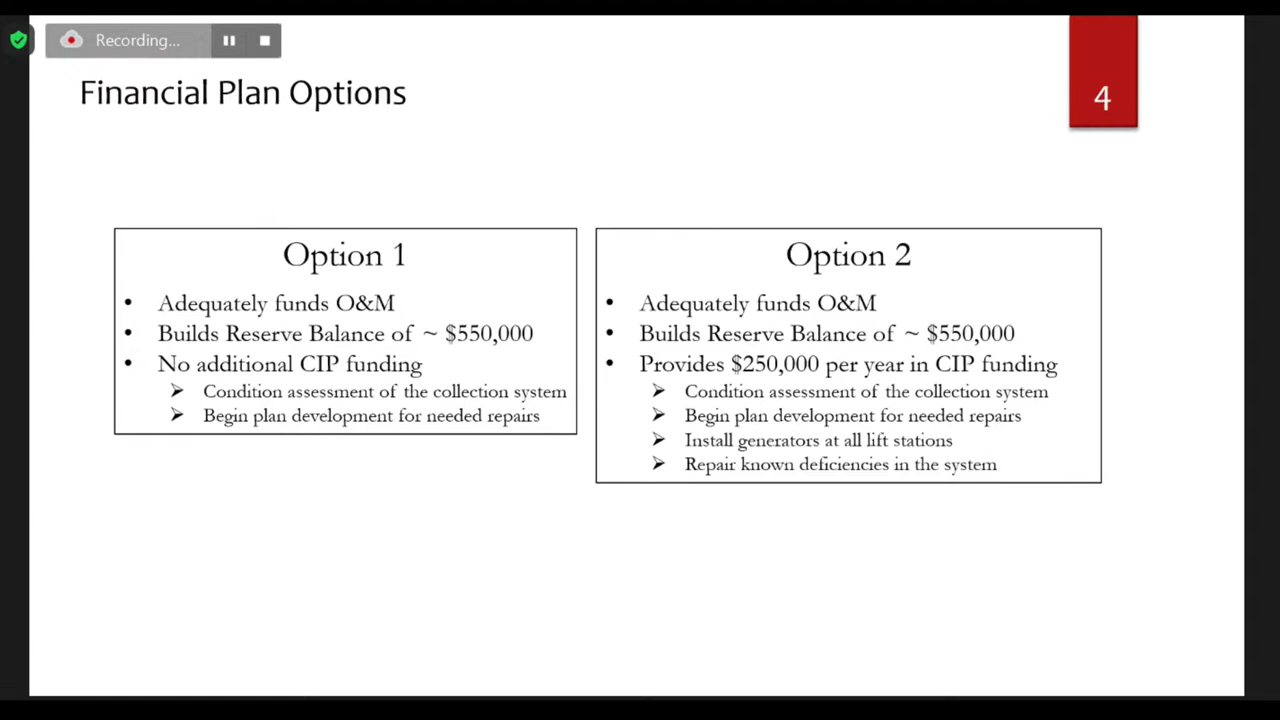 Recording...
4
Financial Plan Options
Option 1
• Adequately funds O&M
• Builds Reserve Balance of ~ $550,000
• No additional CIP funding
➢ Condition assessment of the collection system
➢ Begin plan development for needed repairs
Option 2
• Adequately funds O&M
• Builds Reserve Balance of ~ $550,000
• Provides $250,000 per year in CIP funding
➢ Condition assessment of the collection system
➢ Begin plan development for needed repairs
➢ Install generators at all lift stations
➢ Repair known deficiencies in the system